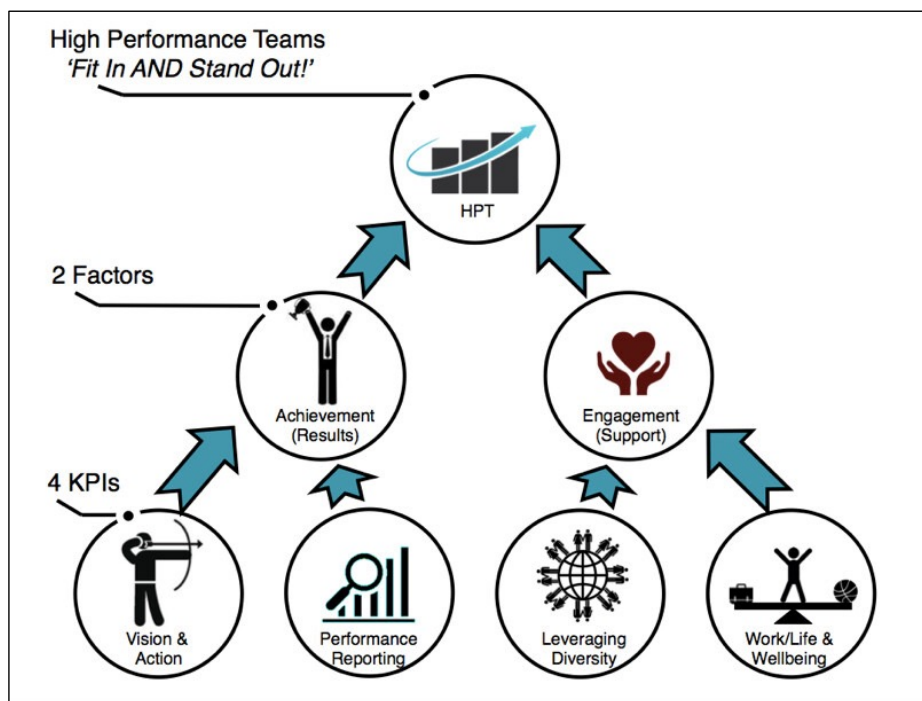 High Performance Teams
‘Fit In AND Stand Out!’
HPT
2 Factors
Achievement
(Results)
Engagement
(Support)
4 KPIs
Vision &
Action
Performance
Reporting
Leveraging
Diversity
Work/Life &
Wellbeing